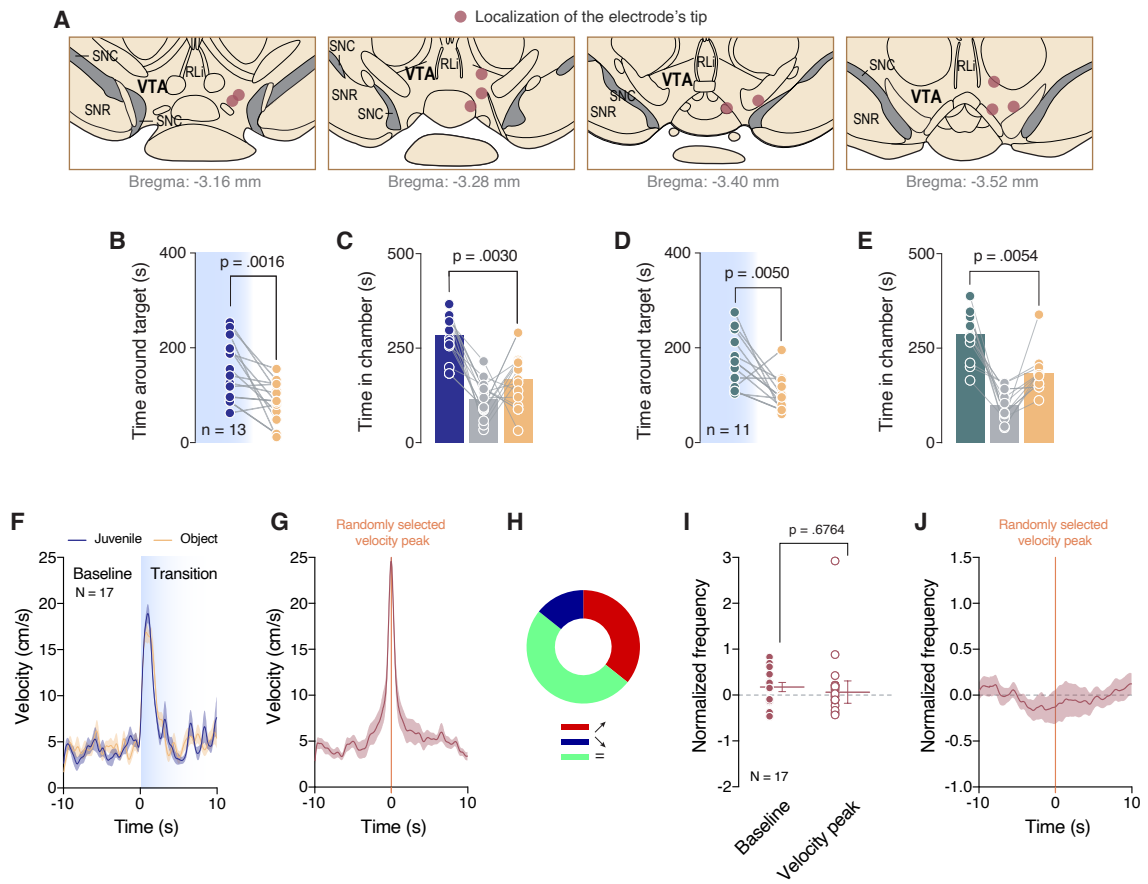 A
Localization of the electrode's tip
SNC
VTA
RLi
SNR
SNC
Bregma: -3.16 mm
SNC
VTA
RLi
SNR
SNC
Bregma: -3.28 mm
VTA
RLi
SNC
SNR
Bregma: -3.40 mm
SNC
RLi
VTA
SNR
Bregma: -3.52 mm
B
Time around target (s)
400
200
0
p = .0016
n = 13
C
Time in chamber (s)
500
250
0
p = .0030
D
Time around target (s)
400
200
0
p = .0050
n = 11
E
Time in chamber (s)
500
250
0
p = .0054
F
Juvenile
Object
Velocity (cm/s)
25
20
15
10
5
0
Baseline
Transition
N = 17
-10
0
10
Time (s)
G
Randomly selected
velocity peak
Velocity (cm/s)
25
20
15
10
5
0
-10
0
10
Time (s)
H
=
I
p = .6764
Normalized frequency
3
2
1
0
-1
-2
N = 17
Baseline
Velocity peak
J
Randomly selected
velocity peak
Normalized frequency
1.5
1.0
0.5
0.0
-0.5
-1.0
-10
0
10
Time (s)